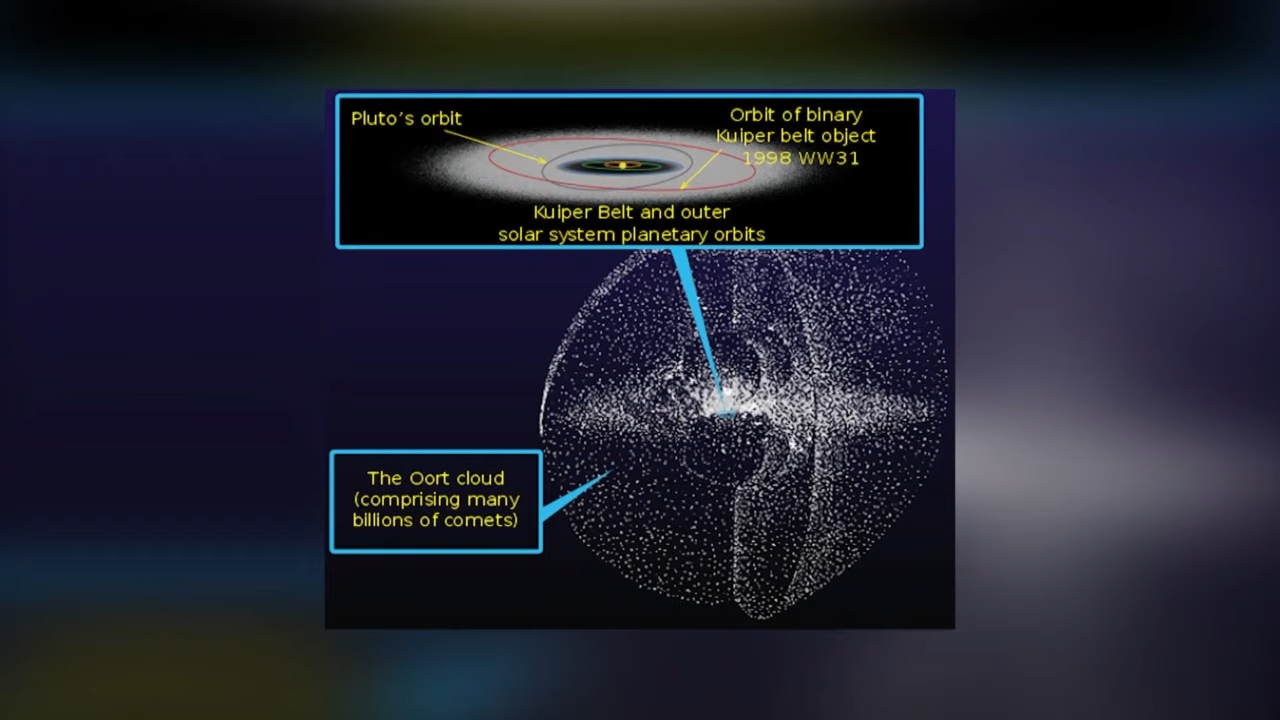 Pluto's orbit
Orbit of binary
Kuiper belt object
1998 WW31
Kuiper Belt and outer
solar system planetary orbits
The Oort cloud
(comprising many
billions of comets)